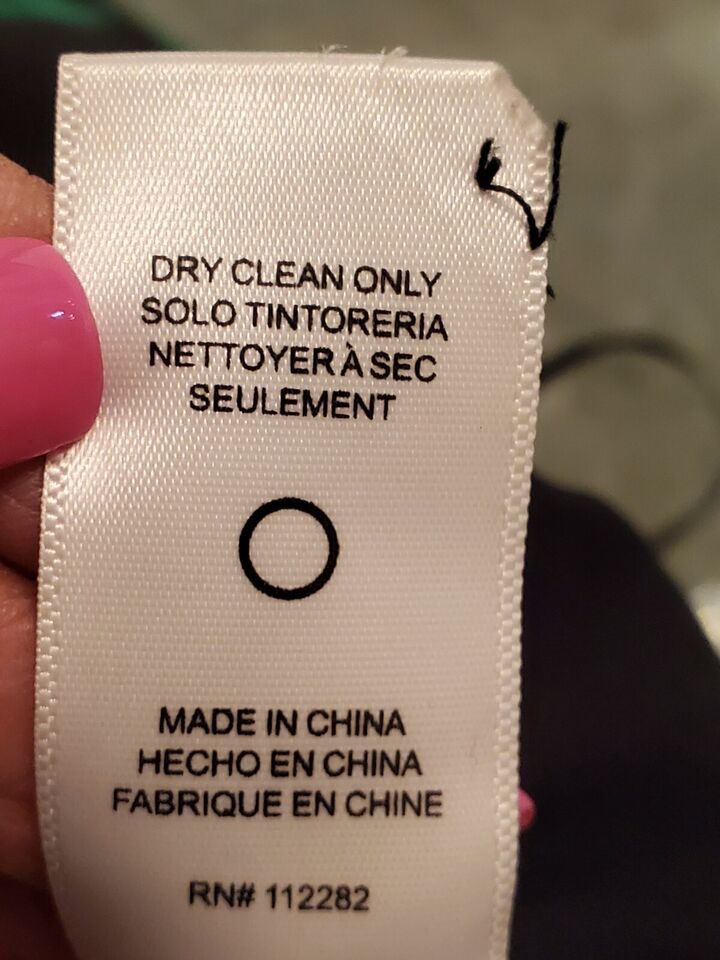 DRY CLEAN ONLY
SOLO TINTORERIA
NETTOYER À SEC
SEULEMENT
MADE IN CHINA
HECHO EN CHINA
FABRIQUE EN CHINE
RN# 112282